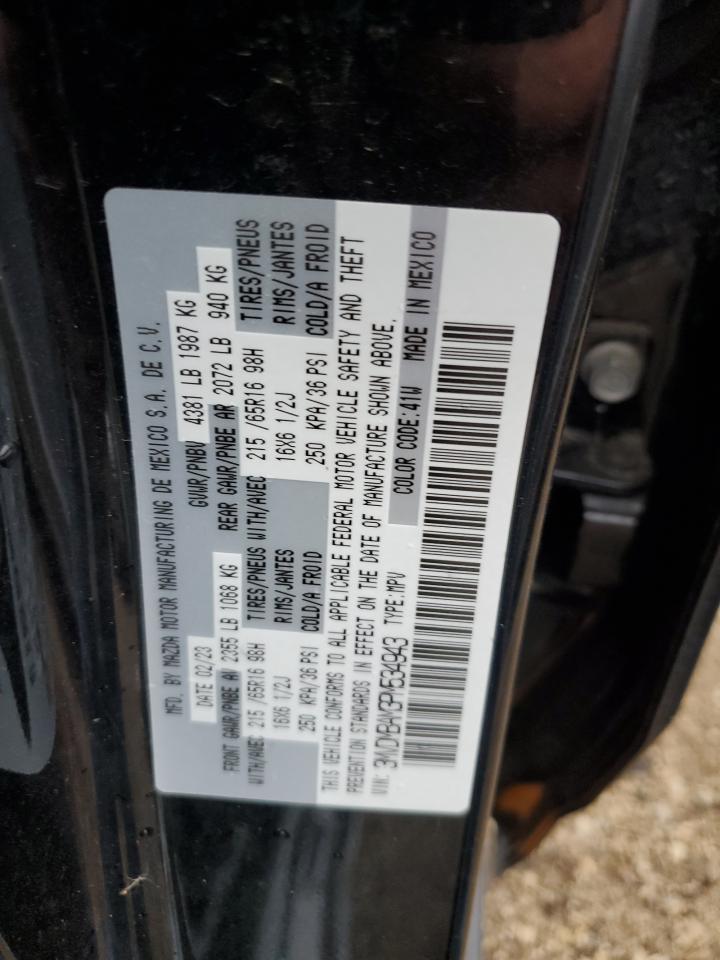 MFD. BY MAZDA MOTOR MANUFACTURING DE MEXICO S.A. DE C.V.
DATE 02/23 GVWR/PNBV 4381 LB 1987 KG
FRONT GAWR/PNBE AV 2355 LB 1068 KG REAR GAWR/PNBE AR 2072 LB 940 KG
WITH/AVEC 215 /65R16 98H TIRES/PNEUS WITH/AVEC 215 /65R16 98H TIRES/PNEUS
16X6 1/2J RIMS/JANTES 16X6 1/2J RIMS/JANTES
250 KPA/36 PSI COLD/A FROID 250 KPA/36 PSI COLD/A FROID
THIS VEHICLE CONFORMS TO ALL APPLICABLE FEDERAL MOTOR VEHICLE SAFETY AND THEFT
PREVENTION STANDARDS IN EFFECT ON THE DATE OF MANUFACTURE SHOWN ABOVE.
VIN: TYPE:MPV COLOR CODE:41W MADE IN MEXICO